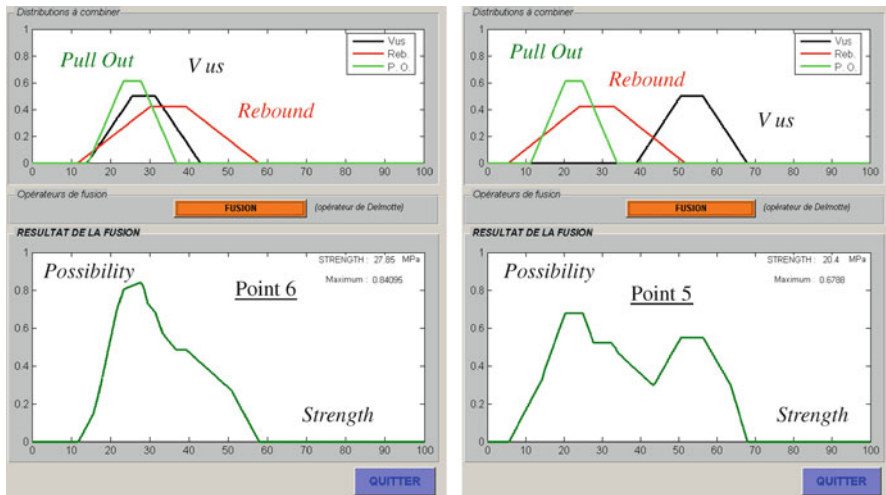 Distributions à combiner
1
0.8
0.6
0.4
0.2
0
Pull Out
V us
Rebound
Vus
Reb.
P. O.
0 10 20 30 40 50 60 70 80 90 100
Opérateurs de fusion
FUSION
(opérateur de Delmotte)
RESULTAT DE LA FUSION
1
0.8
0.6
0.4
0.2
0
Possibility
STRENGTH : 27.85 MPa
Maximum : 0.84095
Point 6
Strength
0 10 20 30 40 50 60 70 80 90 100
QUITTER
Distributions à combiner
1
0.8
0.6
0.4
0.2
0
Pull Out
Rebound
V us
Vus
Reb.
P. O.
0 10 20 30 40 50 60 70 80 90 100
Opérateurs de fusion
FUSION
(opérateur de Delmotte)
RESULTAT DE LA FUSION
1
0.8
0.6
0.4
0.2
0
Possibility
STRENGTH : 20.4 MPa
Maximum : 0.6788
Point 5
Strength
0 10 20 30 40 50 60 70 80 90 100
QUITTER